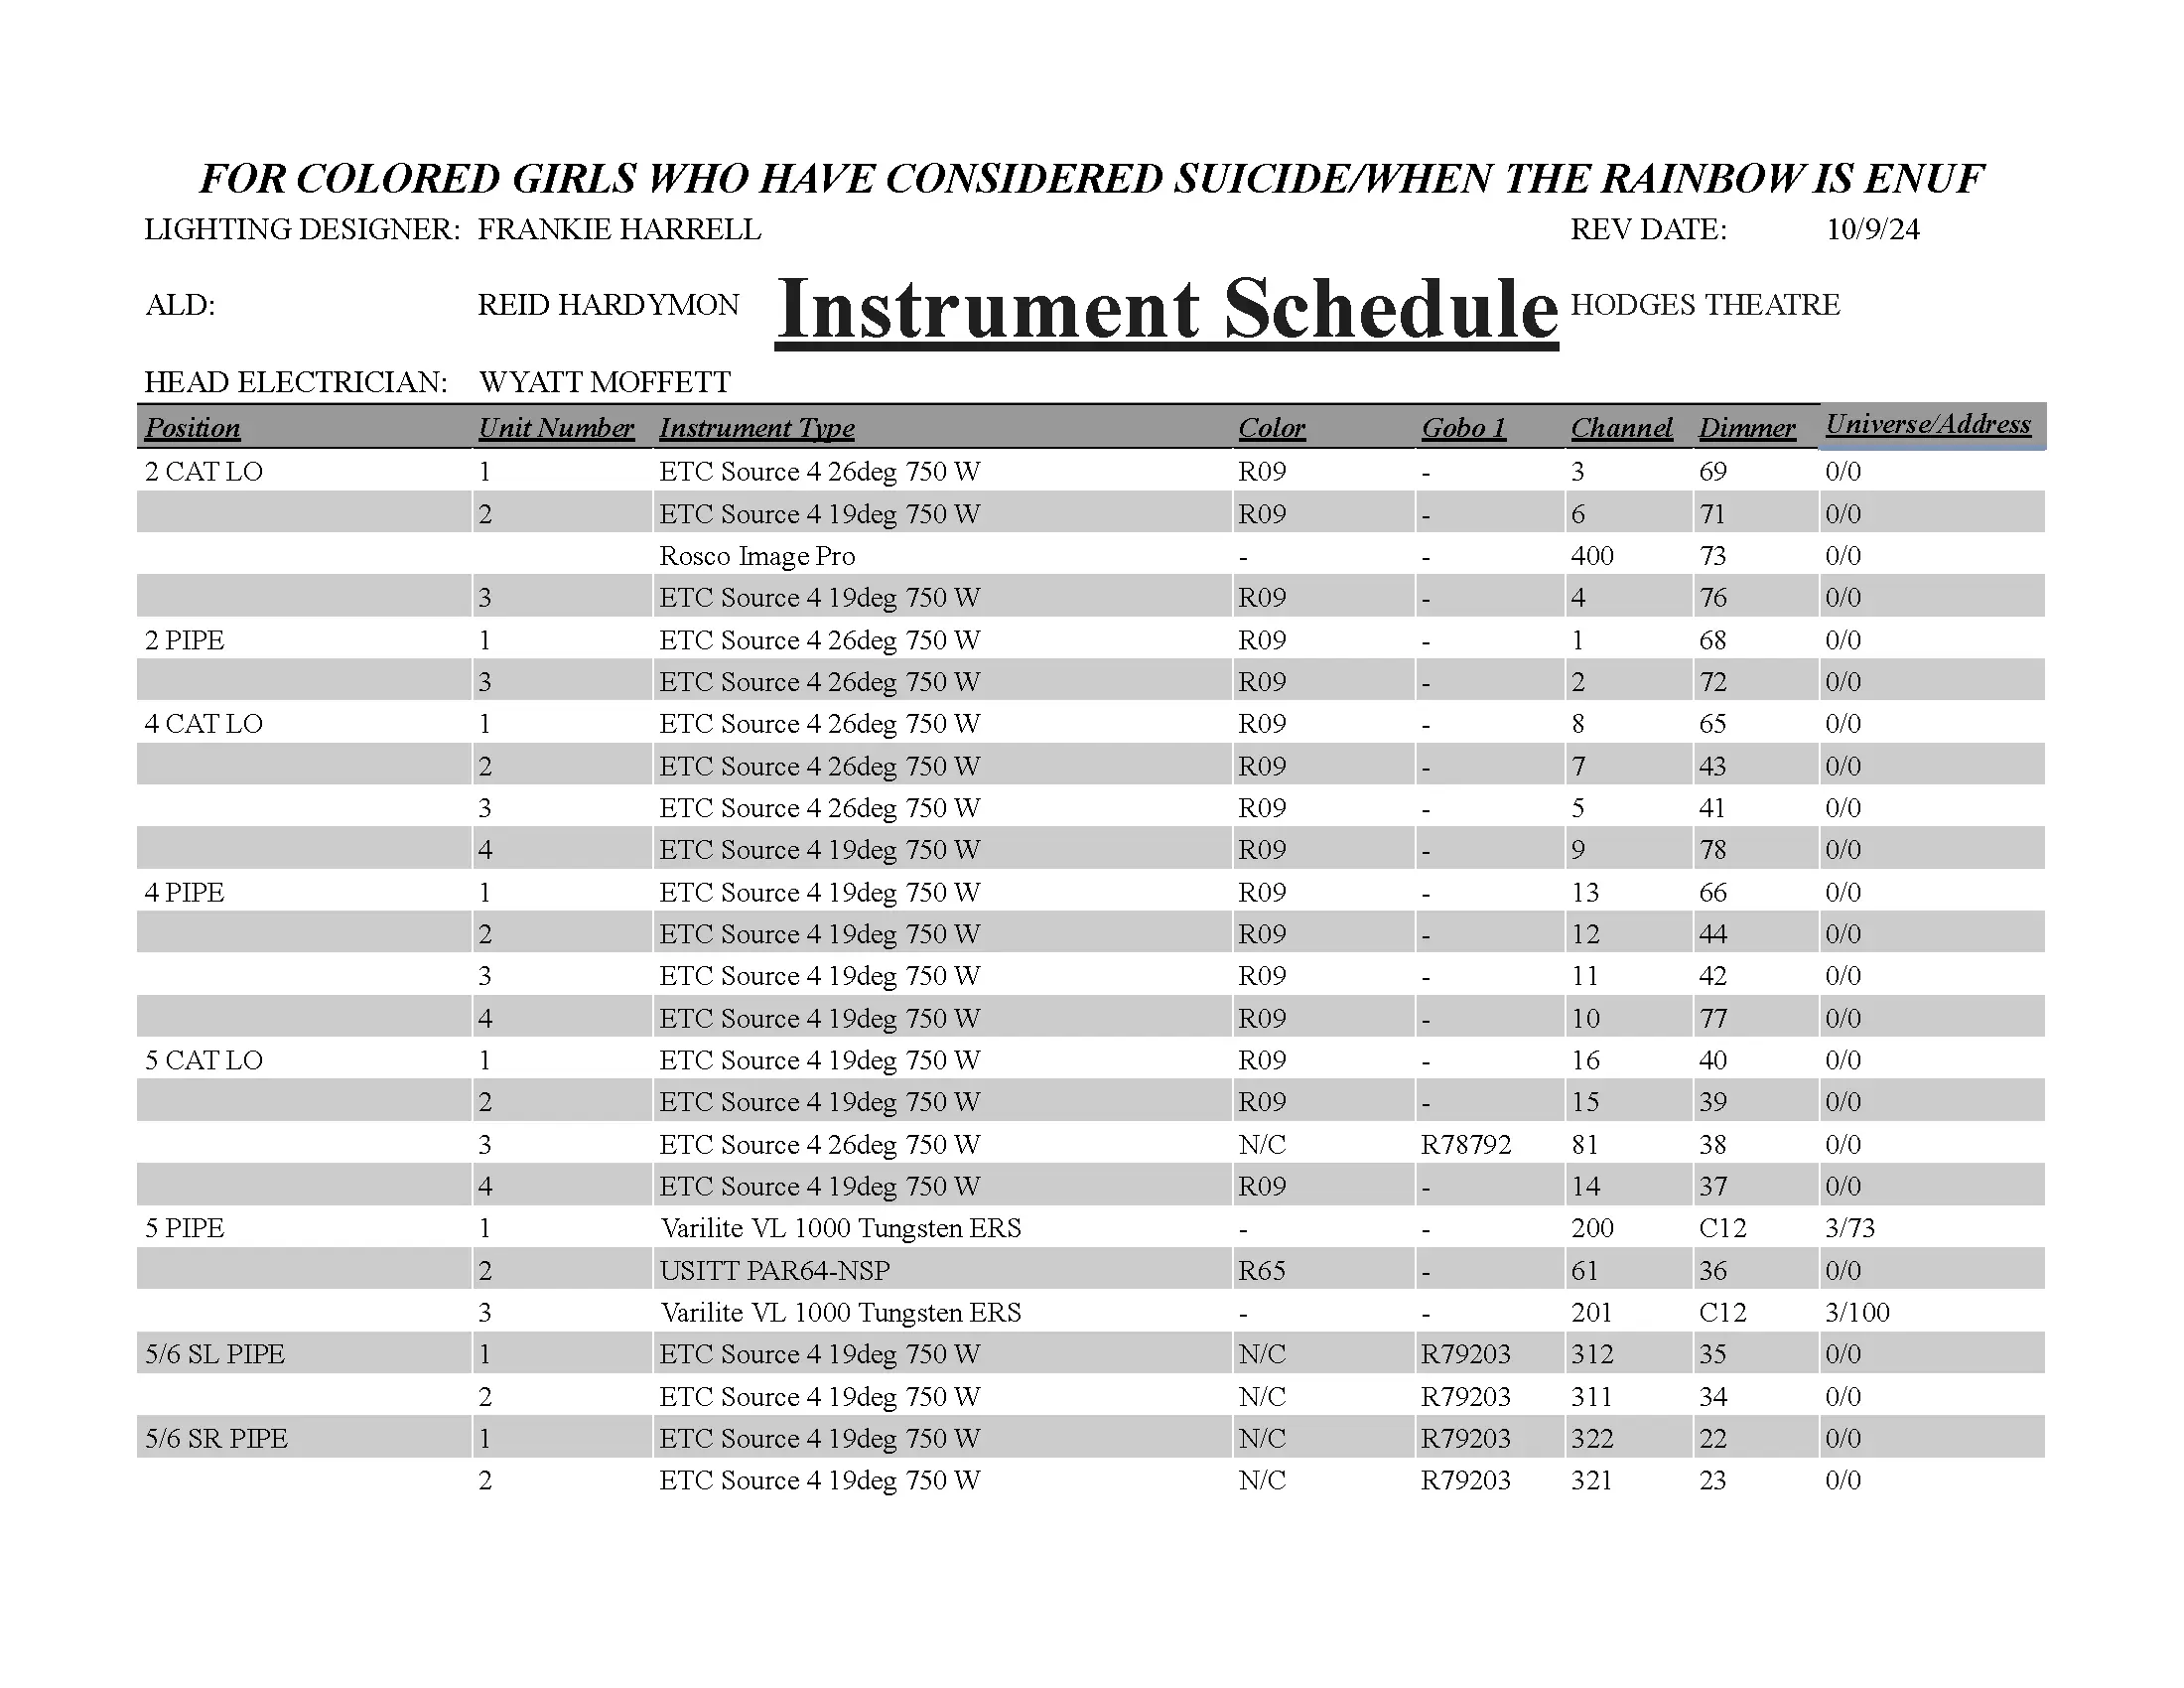 FOR COLORED GIRLS WHO HAVE CONSIDERED SUICIDE/WHEN THE RAINBOW IS ENUF
LIGHTING DESIGNER: FRANKIE HARRELL REV DATE: 10/9/24
ALD: REID HARDYMON Instrument Schedule HODGES THEATRE
HEAD ELECTRICIAN: WYATT MOFFETT
Position Unit Number Instrument Type Color Gobo 1 Channel Dimmer Universe/Address
2 CAT LO 1 ETC Source 4 26deg 750 W R09 - 3 69 0/0
2 ETC Source 4 19deg 750 W R09 - 6 71 0/0
Rosco Image Pro - - 400 73 0/0
3 ETC Source 4 19deg 750 W R09 - 4 76 0/0
2 PIPE 1 ETC Source 4 26deg 750 W R09 - 1 68 0/0
3 ETC Source 4 26deg 750 W R09 - 2 72 0/0
4 CAT LO 1 ETC Source 4 26deg 750 W R09 - 8 65 0/0
2 ETC Source 4 26deg 750 W R09 - 7 43 0/0
3 ETC Source 4 26deg 750 W R09 - 5 41 0/0
4 ETC Source 4 19deg 750 W R09 - 9 78 0/0
4 PIPE 1 ETC Source 4 19deg 750 W R09 - 13 66 0/0
2 ETC Source 4 19deg 750 W R09 - 12 44 0/0
3 ETC Source 4 19deg 750 W R09 - 11 42 0/0
4 ETC Source 4 19deg 750 W R09 - 10 77 0/0
5 CAT LO 1 ETC Source 4 19deg 750 W R09 - 16 40 0/0
2 ETC Source 4 19deg 750 W R09 - 15 39 0/0
3 ETC Source 4 26deg 750 W N/C R78792 81 38 0/0
4 ETC Source 4 19deg 750 W R09 - 14 37 0/0
5 PIPE 1 Varilite VL 1000 Tungsten ERS - - 200 C12 3/73
2 USITT PAR64-NSP R65 - 61 36 0/0
3 Varilite VL 1000 Tungsten ERS - - 201 C12 3/100
5/6 SL PIPE 1 ETC Source 4 19deg 750 W N/C R79203 312 35 0/0
2 ETC Source 4 19deg 750 W N/C R79203 311 34 0/0
5/6 SR PIPE 1 ETC Source 4 19deg 750 W N/C R79203 322 22 0/0
2 ETC Source 4 19deg 750 W N/C R79203 321 23 0/0